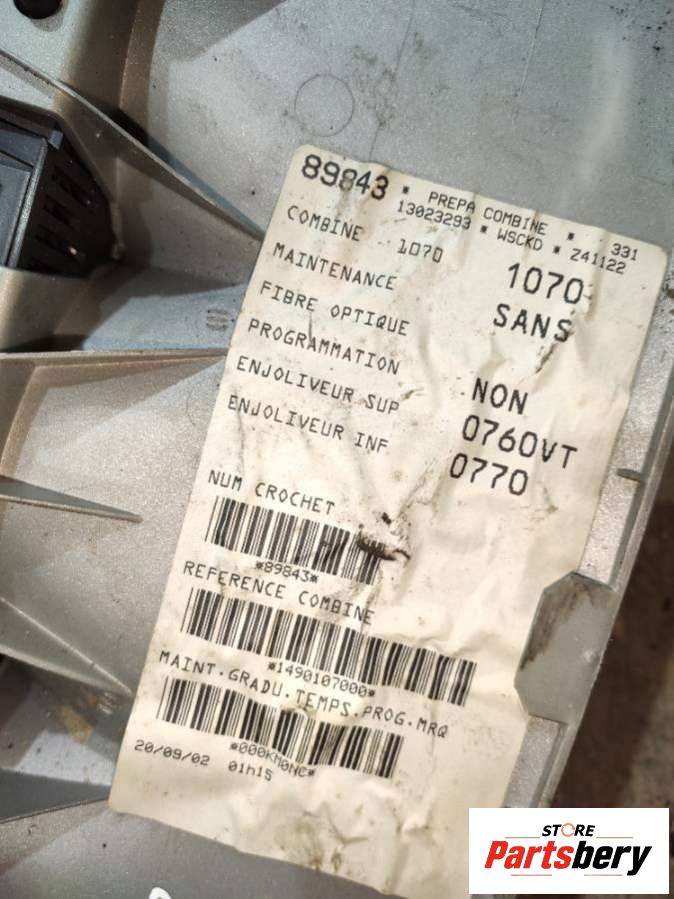 89843 * PREPA COMBINE * 331
13023293 * WSCKD * Z41122
COMBINE 1070 1070
MAINTENANCE SANS
FIBRE OPTIQUE
PROGRAMMATION NON
ENJOLIVEUR SUP 0760VT
ENJOLIVEUR INF 0770
NUM CROCHET
*89843*
REFERENCE COMBINE
*1490107000*
MAINT.GRADU.TEMPS.PROG.MRQ
*000KM0NC*
20/09/02 01h15
STORE
Partsbery